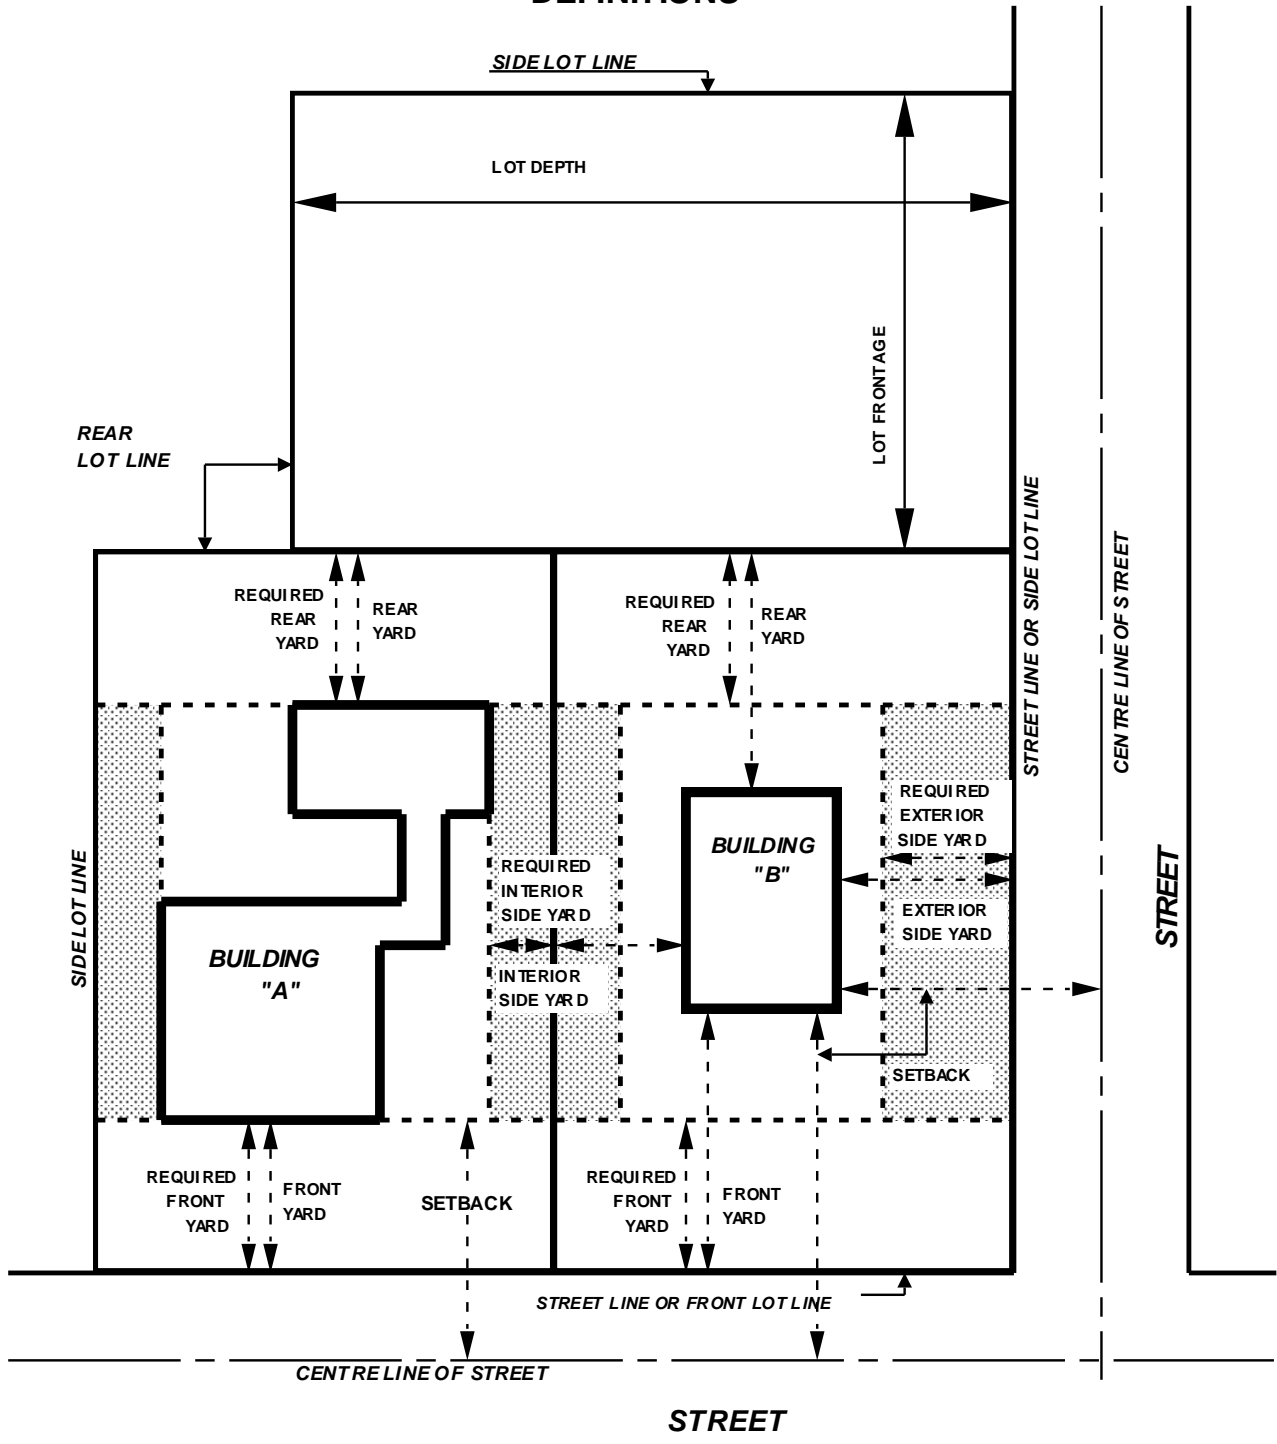 DEFINITIONS
SIDE LOT LINE
LOT DEPTH
LOT FRONTAGE
REAR
LOT LINE
STREET LINE OR SIDE LOT LINE
CENTRE LINE OF STREET
REQUIRED
REAR
YARD
REAR
YARD
REQUIRED
REAR
YARD
REAR
YARD
SIDE LOT LINE
BUILDING
"A"
REQUIRED
INTERIOR
SIDE YARD
INTERIOR
SIDE YARD
BUILDING
"B"
REQUIRED
EXTERIOR
SIDE YARD
EXTERIOR
SIDE YARD
SETBACK
STREET
REQUIRED
FRONT
YARD
FRONT
YARD
SETBACK
REQUIRED
FRONT
YARD
FRONT
YARD
STREET LINE OR FRONT LOT LINE
CENTRE LINE OF STREET
STREET